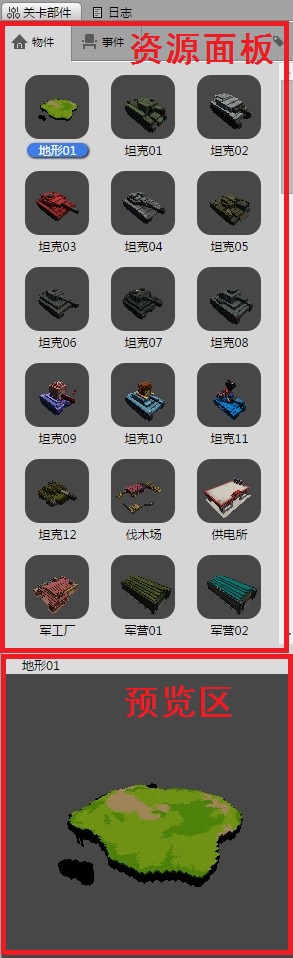 关卡部件 日志
物件 事件
资源面板
地形01 坦克01 坦克02
坦克03 坦克04 坦克05
坦克06 坦克07 坦克08
坦克09 坦克10 坦克11
坦克12 伐木场 供电所
军工厂 军营01 军营02
地形01
预览区